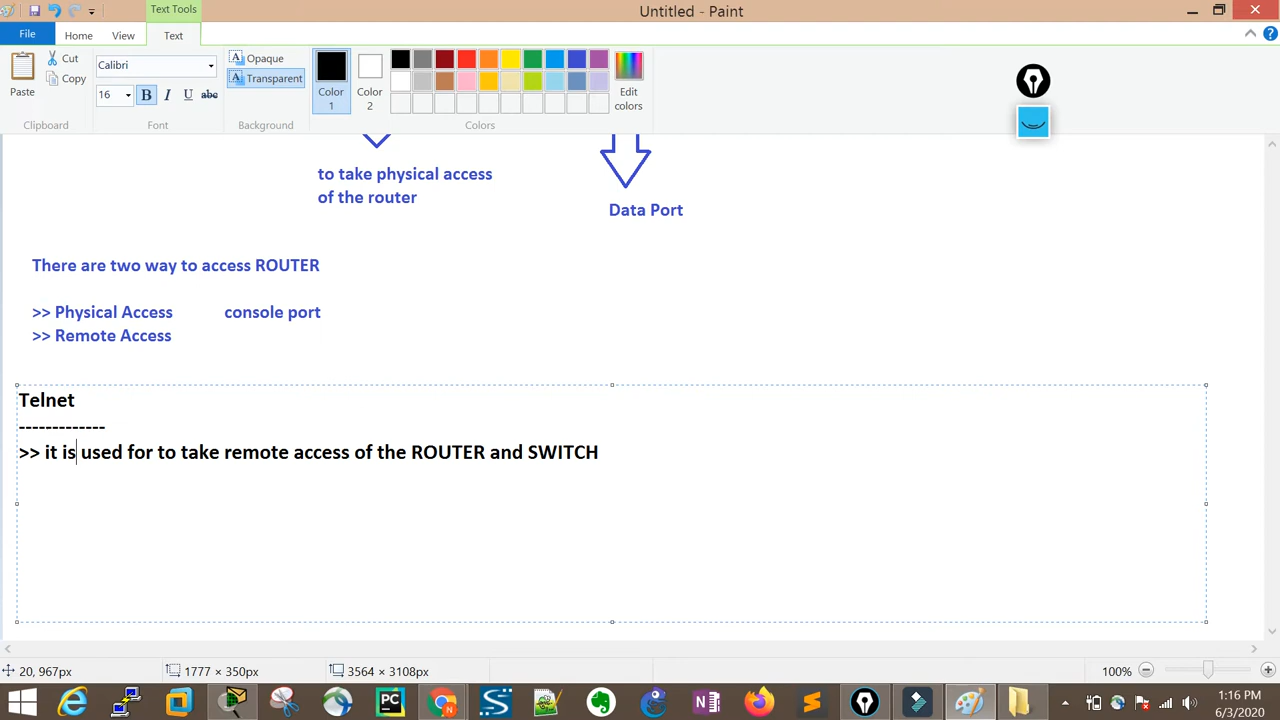 Text Tools
Untitled - Paint
File
Home
View
Text
Paste
Cut
Copy
Clipboard
Calibri
16
B I U abc
Font
Opaque
Transparent
Background
Color 1
Color 2
Edit colors
Colors
to take physical access
of the router
Data Port
There are two way to access ROUTER
>> Physical Access console port
>> Remote Access
Telnet
-------------
>> it is used for to take remote access of the ROUTER and SWITCH
20, 967px
1777 × 350px
3564 × 3108px
100%
PC
N
1:16 PM
6/3/2020